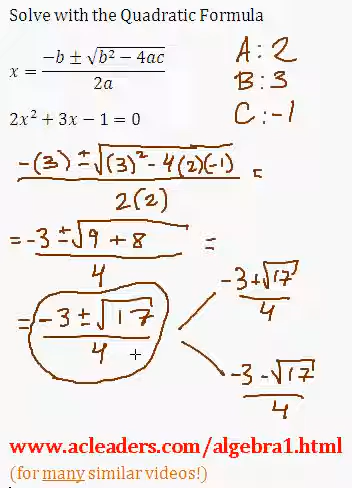 Solve with the Quadratic Formula
x = (-b ± √(b² − 4ac)) / 2a
A: 2
B: 3
C: -1
2x² + 3x − 1 = 0
(-(3) ± √((3)² - 4(2)(-1))) / 2(2) =
= (-3 ± √(9 + 8)) / 4 =
= (-3 ± √17) / 4
(-3 + √17) / 4
(-3 - √17) / 4
www.acleaders.com/algebra1.html
(for many similar videos!)